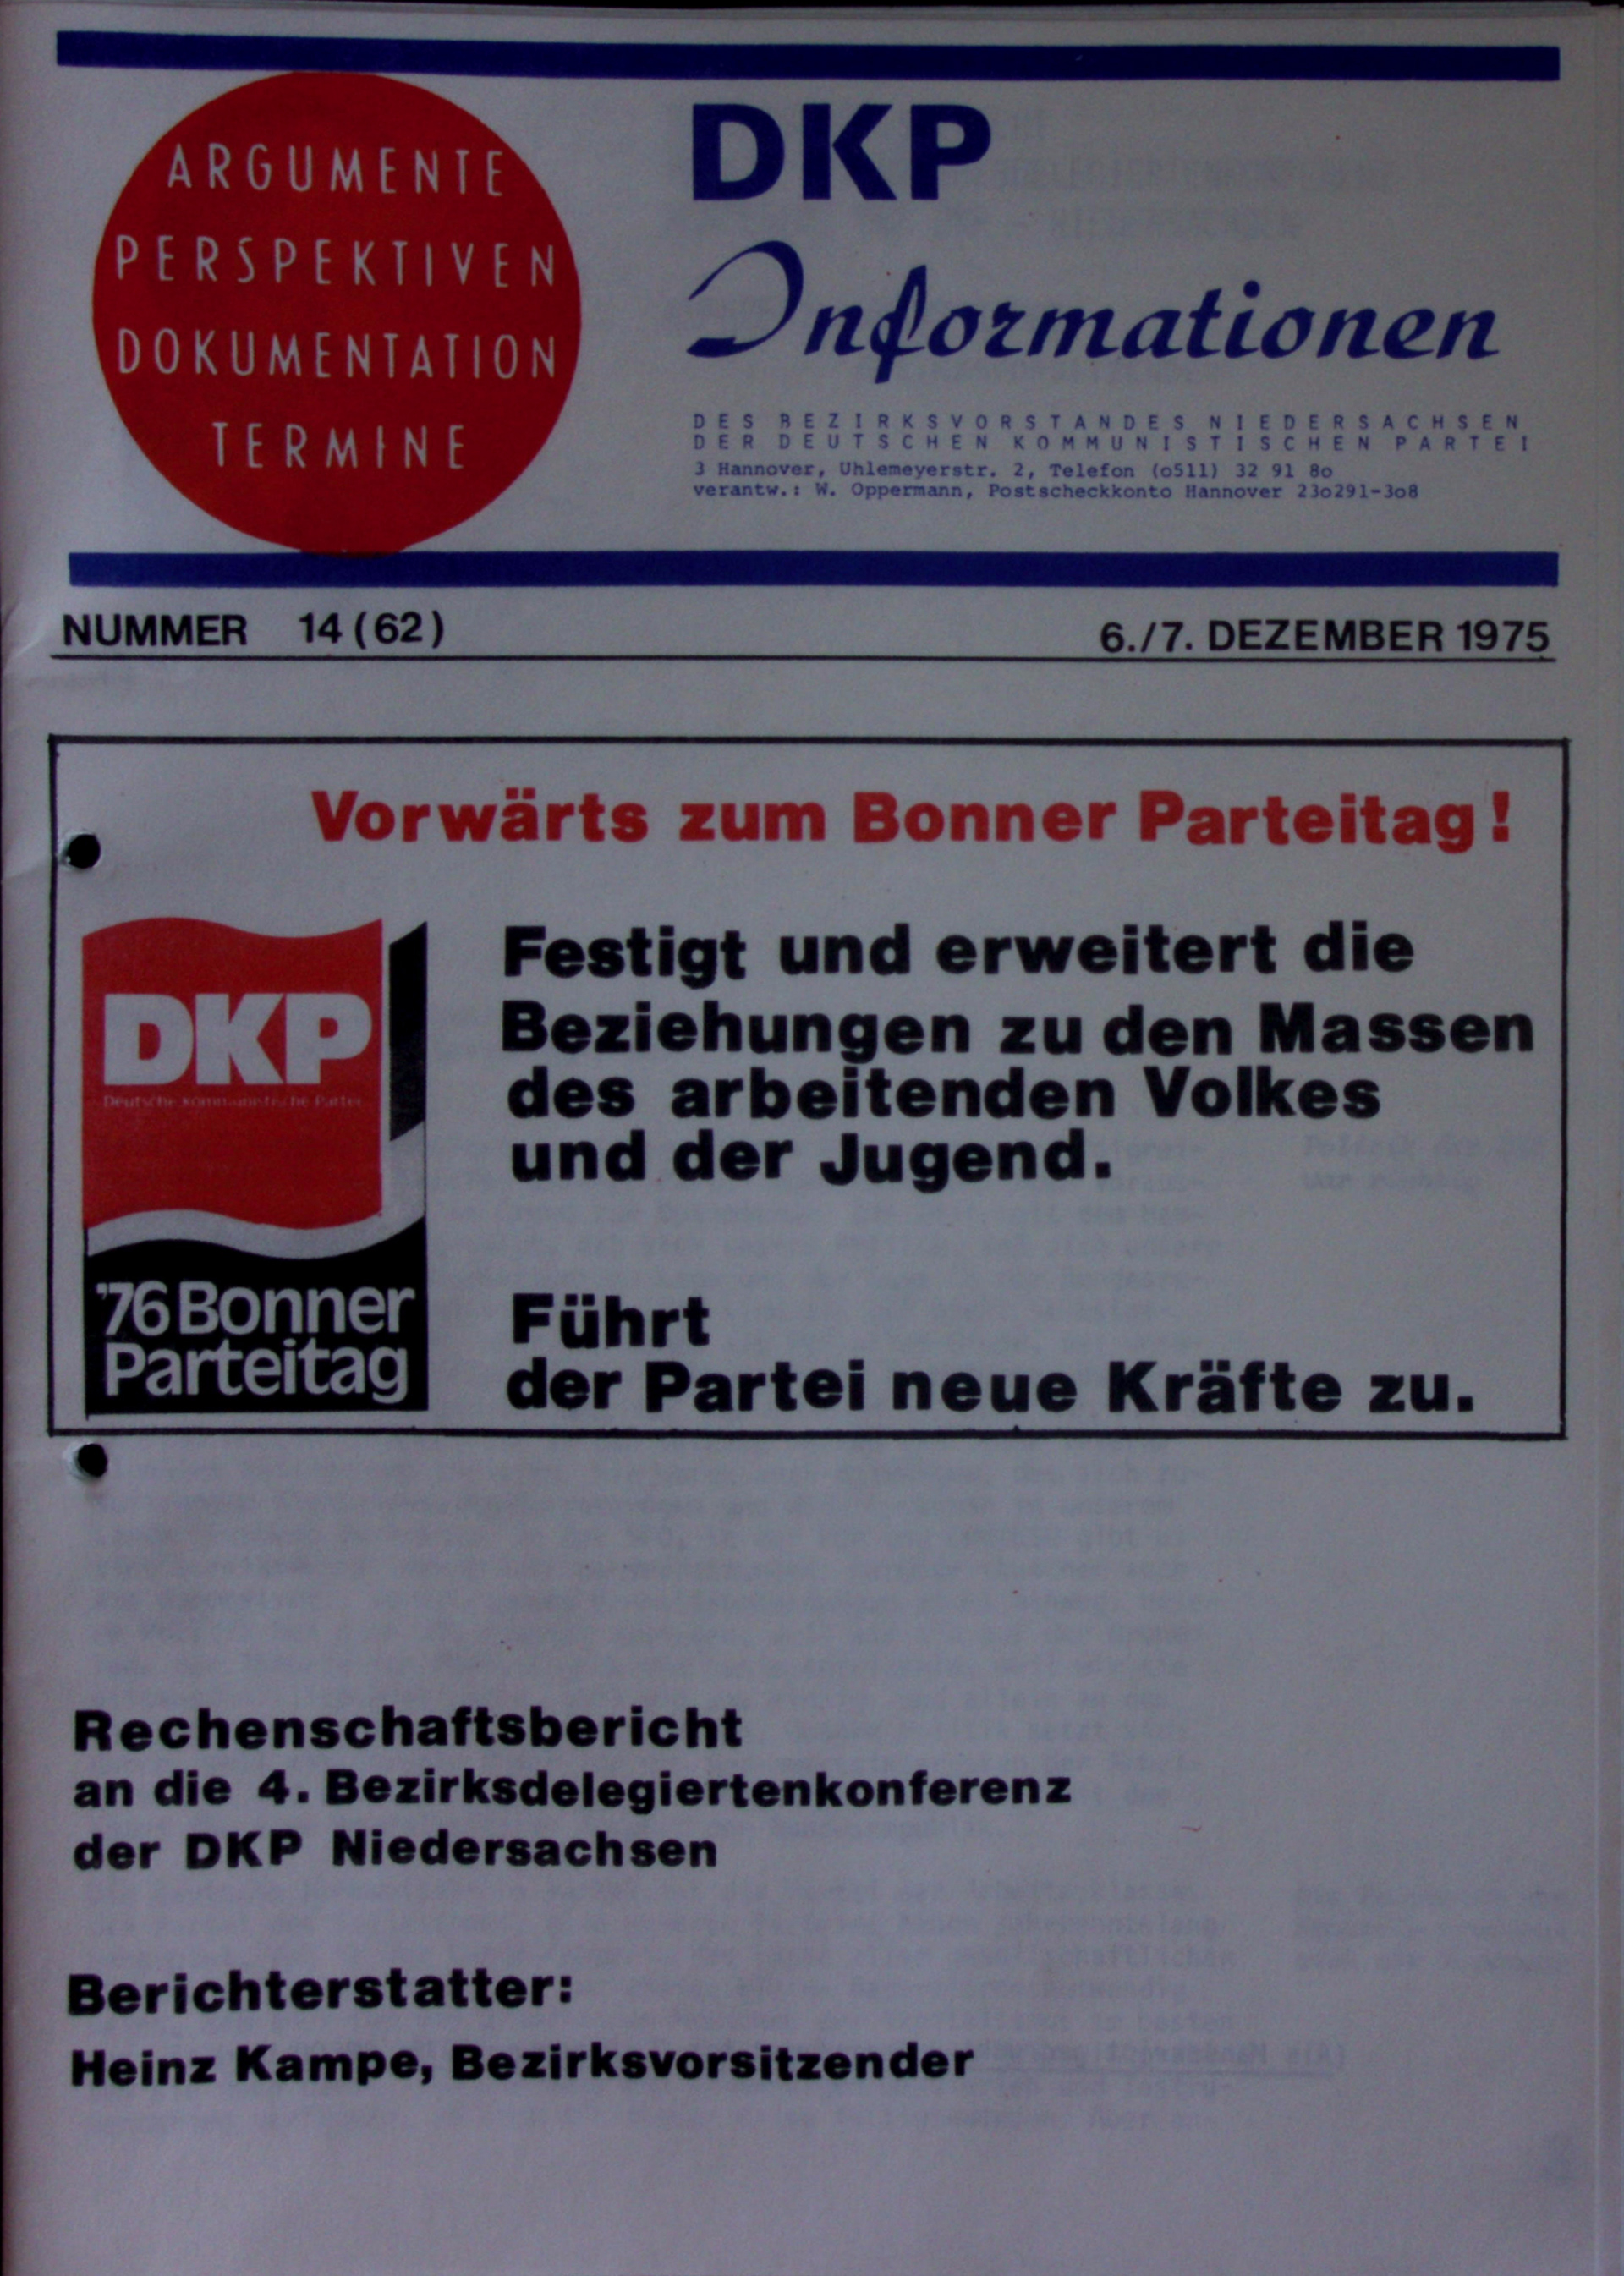 ARGUMENTE
PERSPEKTIVEN
DOKUMENTATION
TERMINE
DKP
Informationen
DES BEZIRKSVORSTANDES NIEDERSACHSEN
DER DEUTSCHEN KOMMUNISTISCHEN PARTEI
3 Hannover, Uhlemeyerstr. 2, Telefon (o511) 32 91 8o
verantw.: W. Oppermann, Postscheckkonto Hannover 23o291-3o8
NUMMER 14 (62)
6./7. DEZEMBER 1975
Vorwärts zum Bonner Parteitag!
DKP
Deutsche Kommunistische Partei
'76 Bonner
Parteitag
Festigt und erweitert die
Beziehungen zu den Massen
des arbeitenden Volkes
und der Jugend.
Führt
der Partei neue Kräfte zu.
Rechenschaftsbericht
an die 4. Bezirksdelegiertenkonferenz
der DKP Niedersachsen
Berichterstatter:
Heinz Kampe, Bezirksvorsitzender